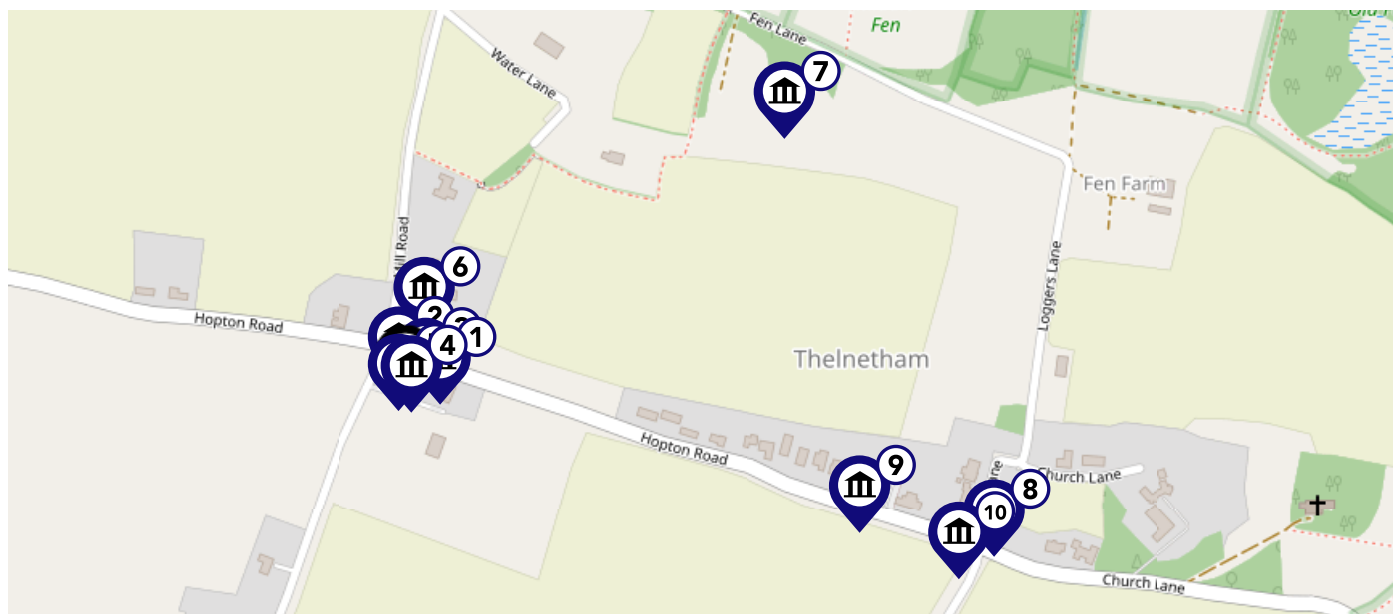 Fen Lane
Fen
Water Lane
7
Fen Farm
Mill Road
6
Loggers Lane
Hopton Road
2
1
4
Thelnetham
Hopton Road
9
Church Lane
8
10
Church Lane